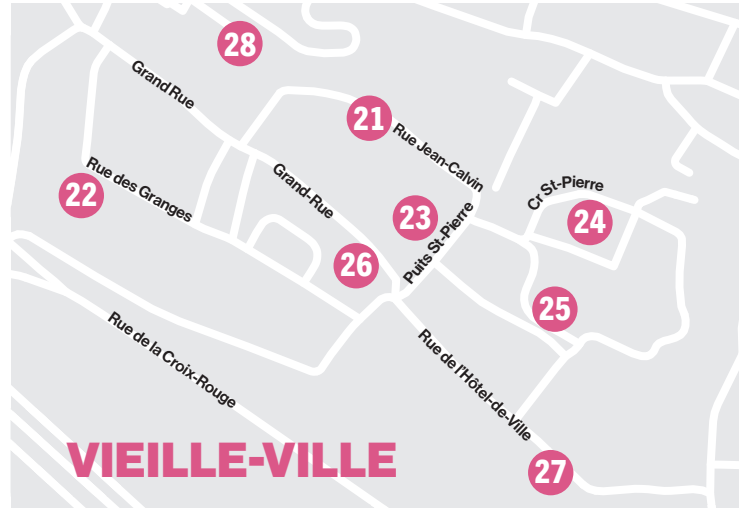 28
Grand Rue
21
Rue Jean-Calvin
Rue des Granges
22
Grand-Rue
Cr St-Pierre
23
24
Puits St-Pierre
26
25
Rue de la Croix-Rouge
Rue de l'Hôtel-de-Ville
VIEILLE-VILLE
27